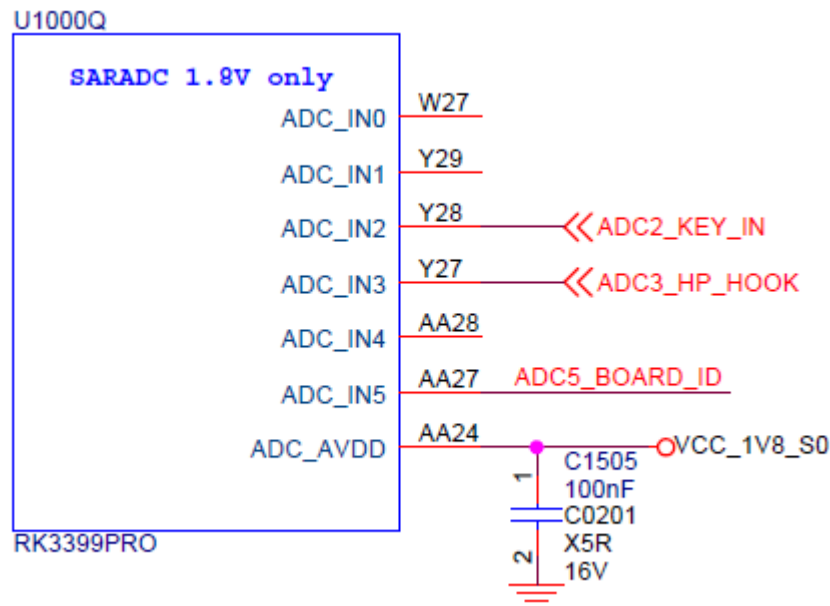 U1000Q
SARADC 1.8V only
ADC_IN0 W27
ADC_IN1 Y29
ADC_IN2 Y28 ADC2_KEY_IN
ADC_IN3 Y27 ADC3_HP_HOOK
ADC_IN4 AA28
ADC_IN5 AA27 ADC5_BOARD_ID
ADC_AVDD AA24 VCC_1V8_S0
1
C1505
100nF
C0201
X5R
16V
2
RK3399PRO